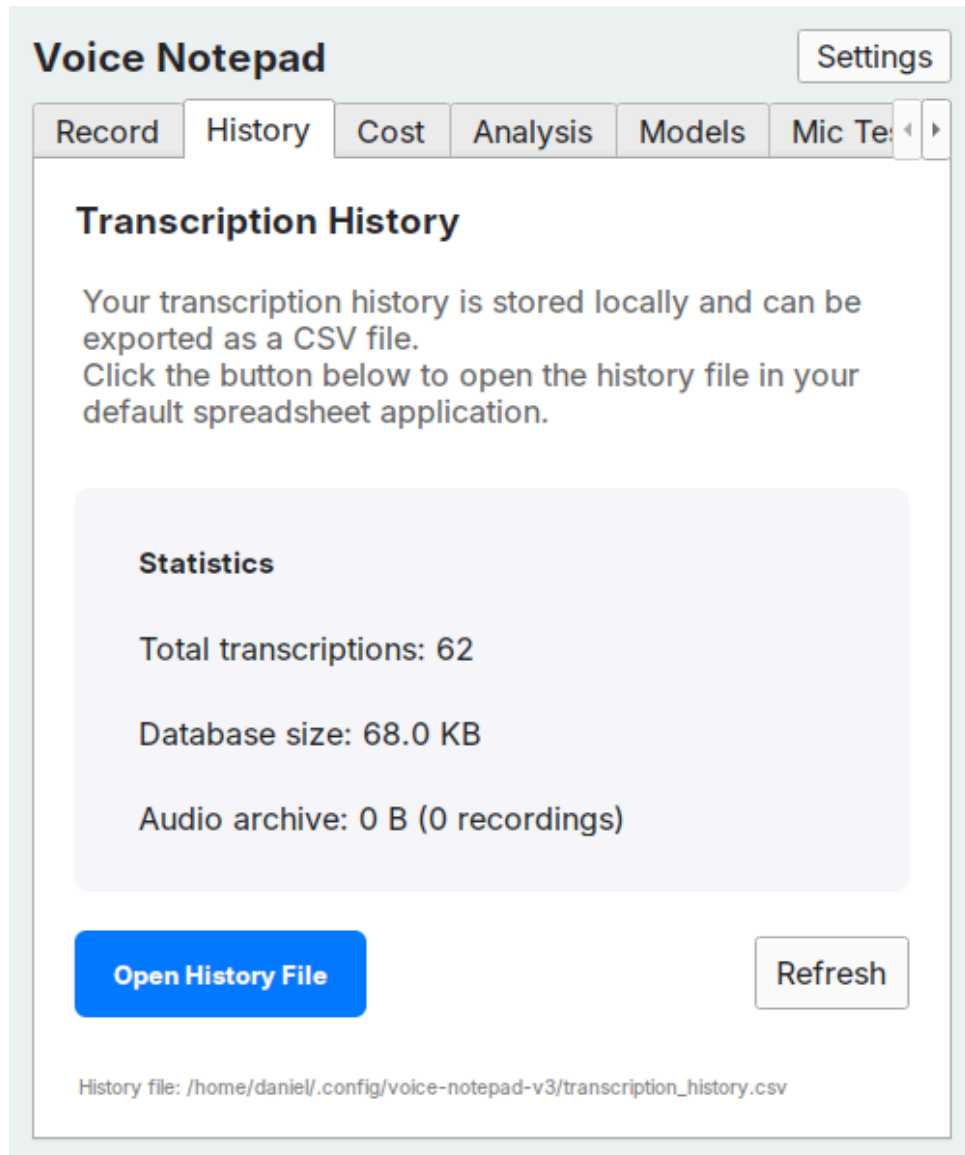 Voice Notepad
Settings
Record
History
Cost
Analysis
Models
Mic
Transcription History
Your transcription history is stored locally and can be
exported as a CSV file.
Click the button below to open the history file in your
default spreadsheet application.
Statistics
Total transcriptions: 62
Database size: 68.0 KB
Audio archive: 0 B (0 recordings)
Open History File
Refresh
History file: /home/daniel/.config/voice-notepad-v3/transcription_history.csv